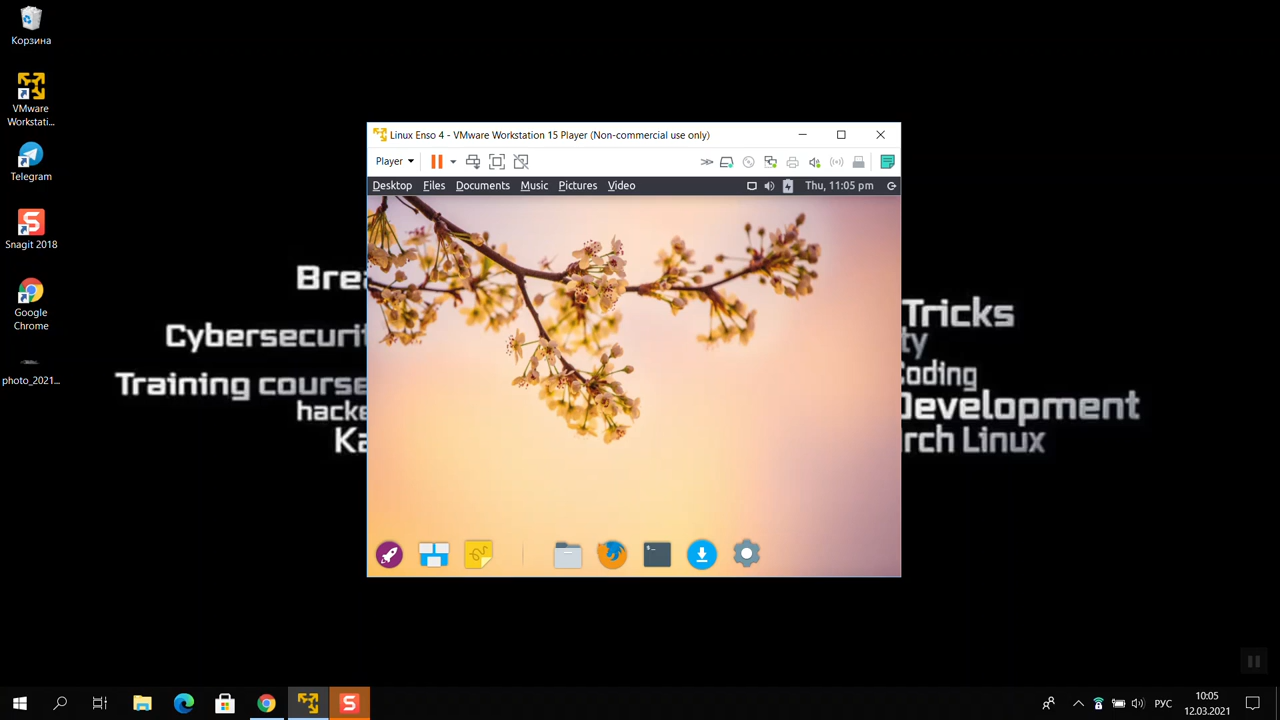 Корзина
VMware
Workstati...
Telegram
Snagit 2018
Google
Chrome
photo_2021...
Linux Enso 4 - VMware Workstation 15 Player (Non-commercial use only)
Player
Desktop Files Documents Music Pictures Video Thu, 11:05 pm
Brea
Cybersecurit
Training course
hacke
Ka
Tricks
ty
Coding
Development
rch Linux
РУС
10:05
12.03.2021